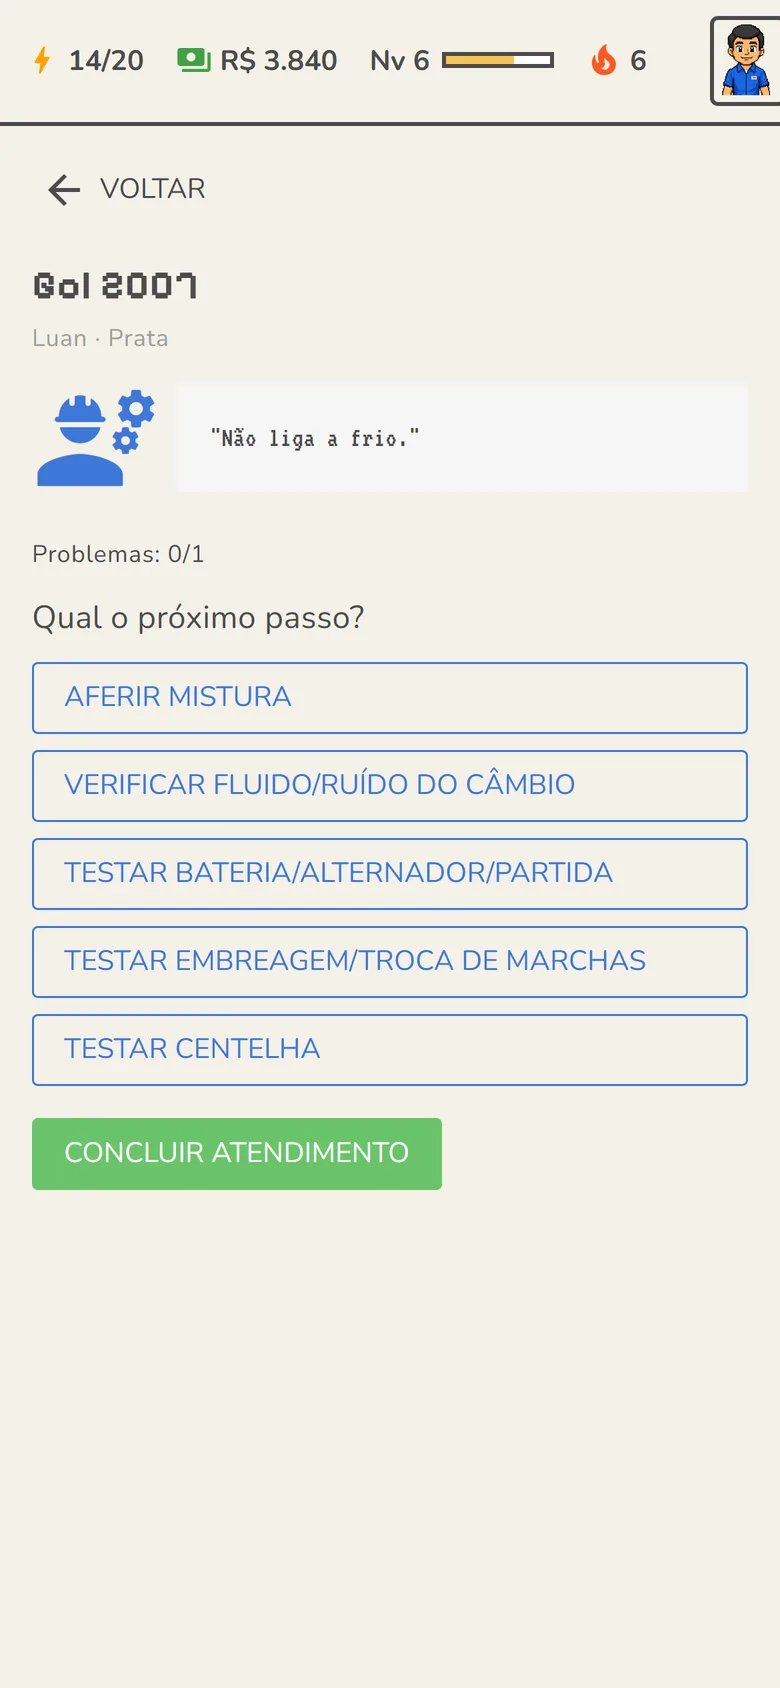 14/20 R$ 3.840 Nv 6 6
VOLTAR
Gol 2007
Luan · Prata
"Não liga a frio."
Problemas: 0/1
Qual o próximo passo?
AFERIR MISTURA
VERIFICAR FLUIDO/RUÍDO DO CÂMBIO
TESTAR BATERIA/ALTERNADOR/PARTIDA
TESTAR EMBREAGEM/TROCA DE MARCHAS
TESTAR CENTELHA
CONCLUIR ATENDIMENTO